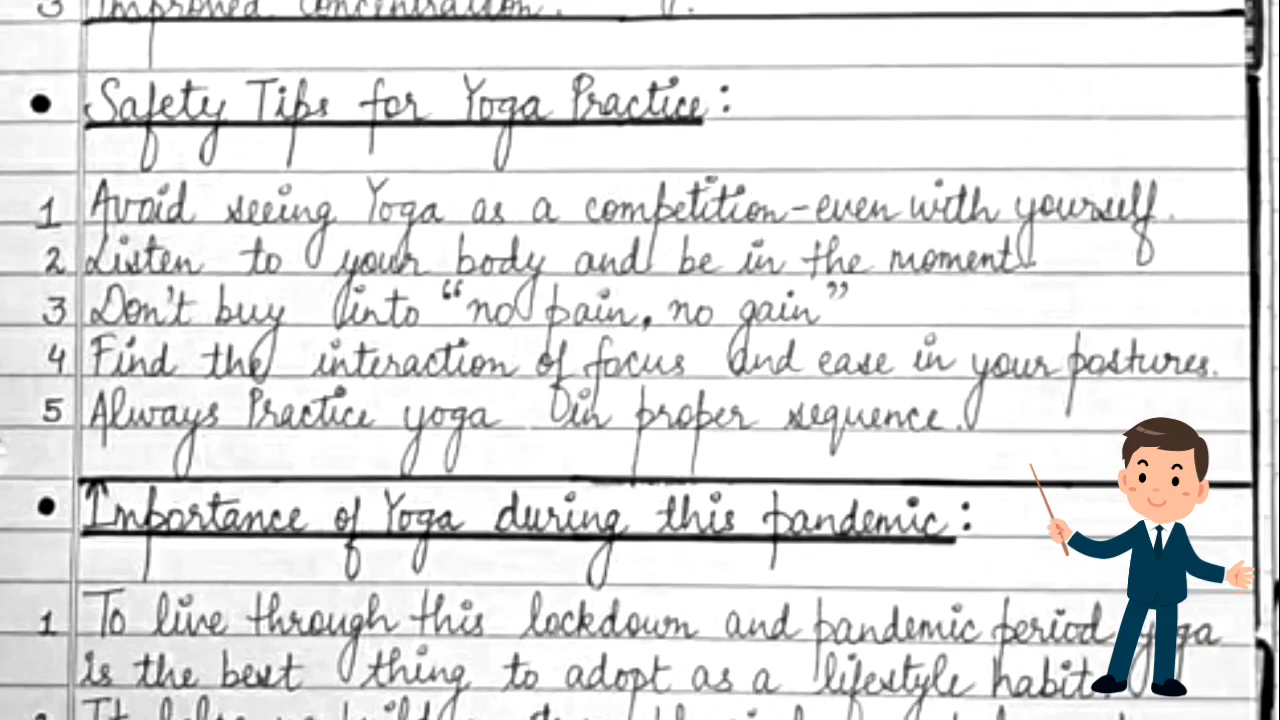 3 Improved concentration.
• Safety Tips for Yoga Practice:
1 Avoid seeing Yoga as a competition-even with yourself.
2 Listen to your body and be in the moment.
3 Don't buy into “no pain, no gain”
4 Find the interaction of focus and ease in your postures.
5 Always Practice yoga in proper sequence.
• Importance of Yoga during this pandemic:
1 To live through this lockdown and pandemic period yoga
is the best thing to adopt as a lifestyle habit.